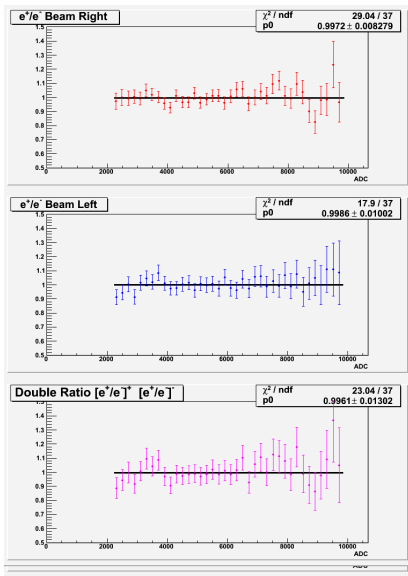 e⁺/e⁻ Beam Right
χ² / ndf 29.04 / 37
p0 0.9972 ± 0.008279
1.5
1.4
1.3
1.2
1.1
1
0.9
0.8
0.7
0.6
0.5
0 2000 4000 6000 8000 10000
ADC
e⁺/e⁻ Beam Left
χ² / ndf 17.9 / 37
p0 0.9986 ± 0.01002
1.5
1.4
1.3
1.2
1.1
1
0.9
0.8
0.7
0.6
0.5
0 2000 4000 6000 8000 10000
ADC
Double Ratio [e⁺/e⁻]⁺ [e⁺/e⁻]⁻
χ² / ndf 23.04 / 37
p0 0.9961 ± 0.01302
1.5
1.4
1.3
1.2
1.1
1
0.9
0.8
0.7
0.6
0.5
0 2000 4000 6000 8000 10000
ADC